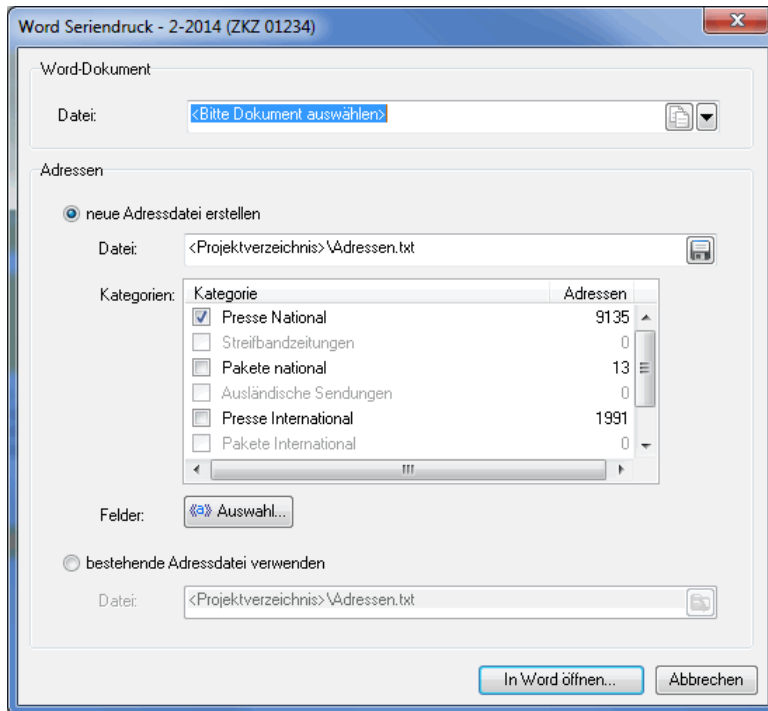 Word Seriendruck - 2-2014 (ZKZ 01234)
Word-Dokument
Datei: <Bitte Dokument auswählen>
Adressen
neue Adressdatei erstellen
Datei: <Projektverzeichnis>\Adressen.txt
Kategorien: Kategorie Adressen
Presse National 9135
Streifbandzeitungen 0
Pakete national 13
Ausländische Sendungen 0
Presse International 1991
Pakete International 0
Felder: «a» Auswahl...
bestehende Adressdatei verwenden
Datei: <Projektverzeichnis>\Adressen.txt
In Word öffnen... Abbrechen